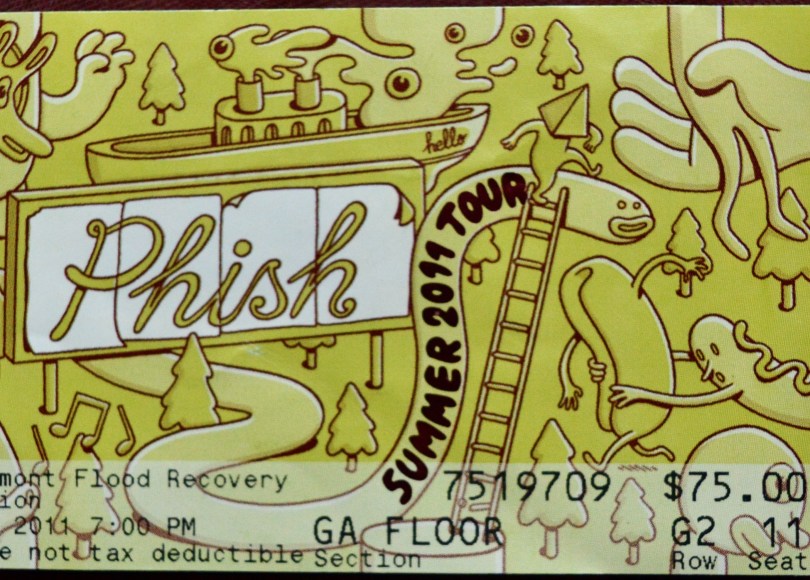 hello
Phish
SUMMER 2011 TOUR
mont Flood Recovery
ion
2011 7:00 PM
e not tax deductible
7519709 $75.00
GA FLOOR G2 11
Section Row Seat